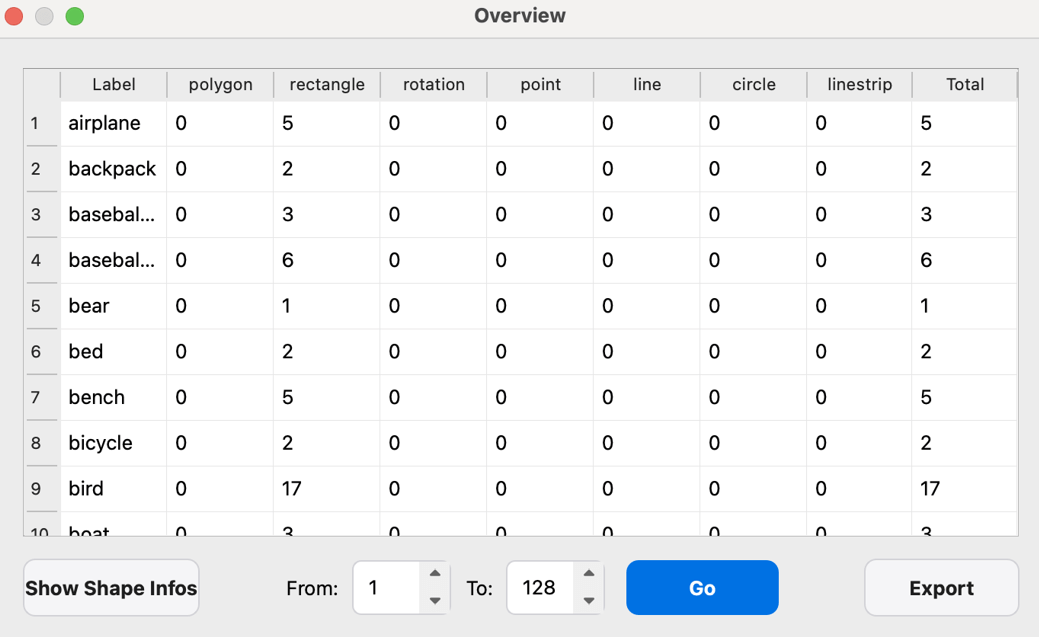 Overview
Label polygon rectangle rotation point line circle linestrip Total
1 airplane 0 5 0 0 0 0 0 5
2 backpack 0 2 0 0 0 0 0 2
3 basebal... 0 3 0 0 0 0 0 3
4 basebal... 0 6 0 0 0 0 0 6
5 bear 0 1 0 0 0 0 0 1
6 bed 0 2 0 0 0 0 0 2
7 bench 0 5 0 0 0 0 0 5
8 bicycle 0 2 0 0 0 0 0 2
9 bird 0 17 0 0 0 0 0 17
10 boat 0 3 0 0 0 0 0 3
Show Shape Infos From: 1 To: 128 Go Export